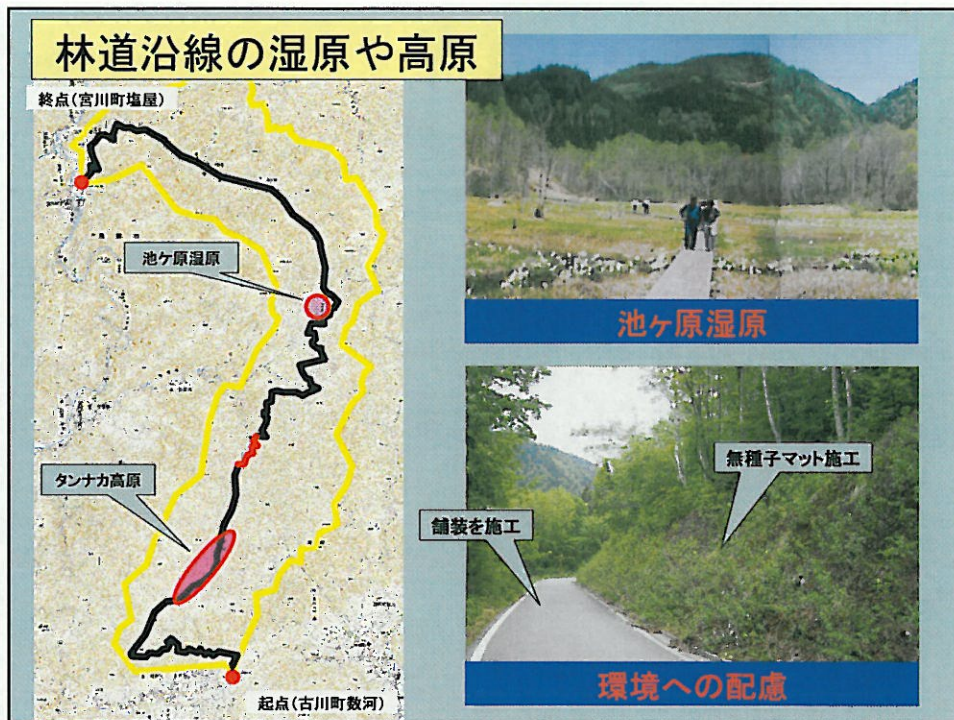 林道沿線の湿原や高原
終点(宮川町塩屋)
池ケ原湿原
タンナカ高原
起点(古川町数河)
池ヶ原湿原
無種子マット施工
舗装を施工
環境への配慮